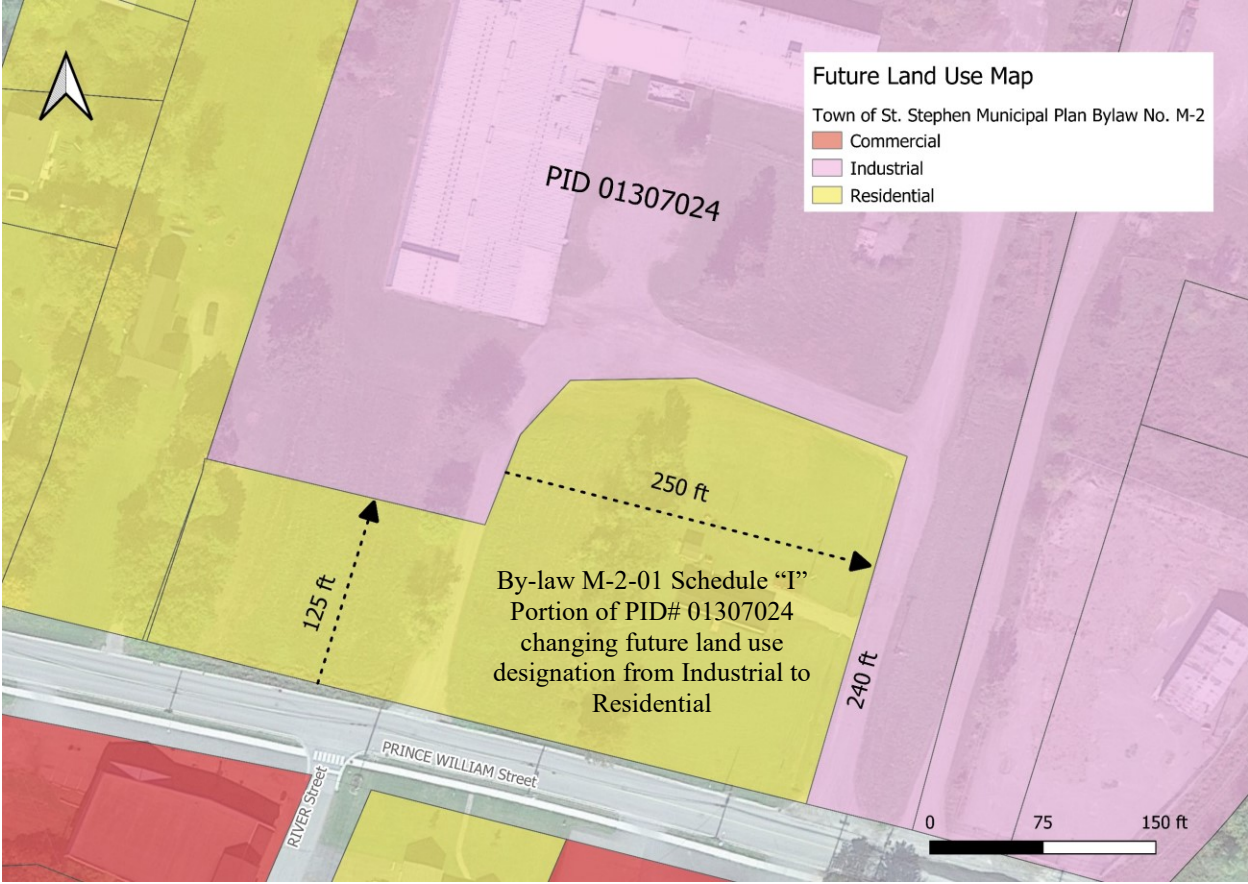 Future Land Use Map
Town of St. Stephen Municipal Plan Bylaw No. M-2
Commercial
Industrial
Residential
PID 01307024
250 ft
125 ft
By-law M-2-01 Schedule “I”
Portion of PID# 01307024
changing future land use
designation from Industrial to
Residential
240 ft
PRINCE WILLIAM Street
RIVER Street
0 75 150 ft